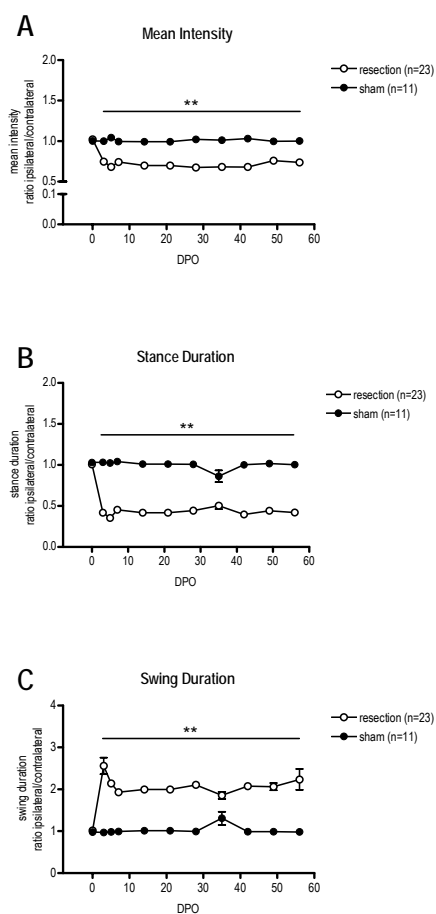 A
Mean Intensity
resection (n=23)
sham (n=11)
**
mean intensity
ratio ipsilateral/contralateral
2.0
1.5
1.0
0.5
0.1
0.0
0 10 20 30 40 50 60
DPO
B
Stance Duration
resection (n=23)
sham (n=11)
**
stance duration
ratio ipsilateral/contralateral
2.0
1.5
1.0
0.5
0.0
0 10 20 30 40 50 60
DPO
C
Swing Duration
resection (n=23)
sham (n=11)
**
swing duration
ratio ipsilateral/contralateral
4
3
2
1
0
0 10 20 30 40 50 60
DPO